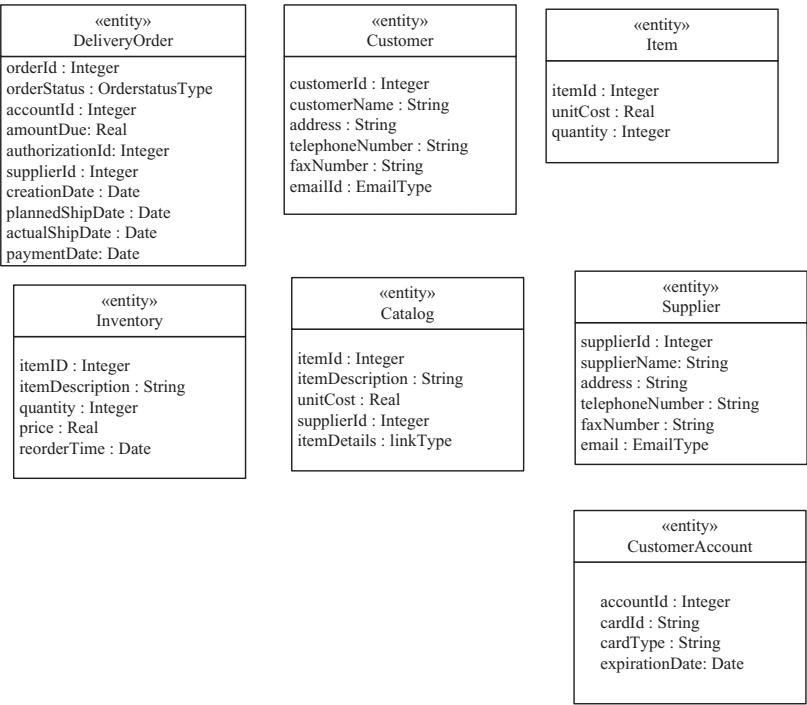 «entity»
DeliveryOrder
orderId : Integer
orderStatus : OrderstatusType
accountId : Integer
amountDue: Real
authorizationId: Integer
supplierId : Integer
creationDate : Date
plannedShipDate : Date
actualShipDate : Date
paymentDate: Date
«entity»
Customer
customerId : Integer
customerName : String
address : String
telephoneNumber : String
faxNumber : String
emailId : EmailType
«entity»
Item
itemId : Integer
unitCost : Real
quantity : Integer
«entity»
Inventory
itemID : Integer
itemDescription : String
quantity : Integer
price : Real
reorderTime : Date
«entity»
Catalog
itemId : Integer
itemDescription : String
unitCost : Real
supplierId : Integer
itemDetails : linkType
«entity»
Supplier
supplierId : Integer
supplierName: String
address : String
telephoneNumber : String
faxNumber : String
email : EmailType
«entity»
CustomerAccount
accountId : Integer
cardId : String
cardType : String
expirationDate: Date